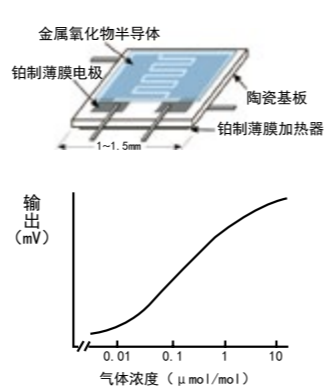 金属氧化物半导体
铂制薄膜电极
陶瓷基板
铂制薄膜加热器
1~1.5mm
输
出
(mV)
0.01 0.1 1 10
气体浓度（μmol/mol）